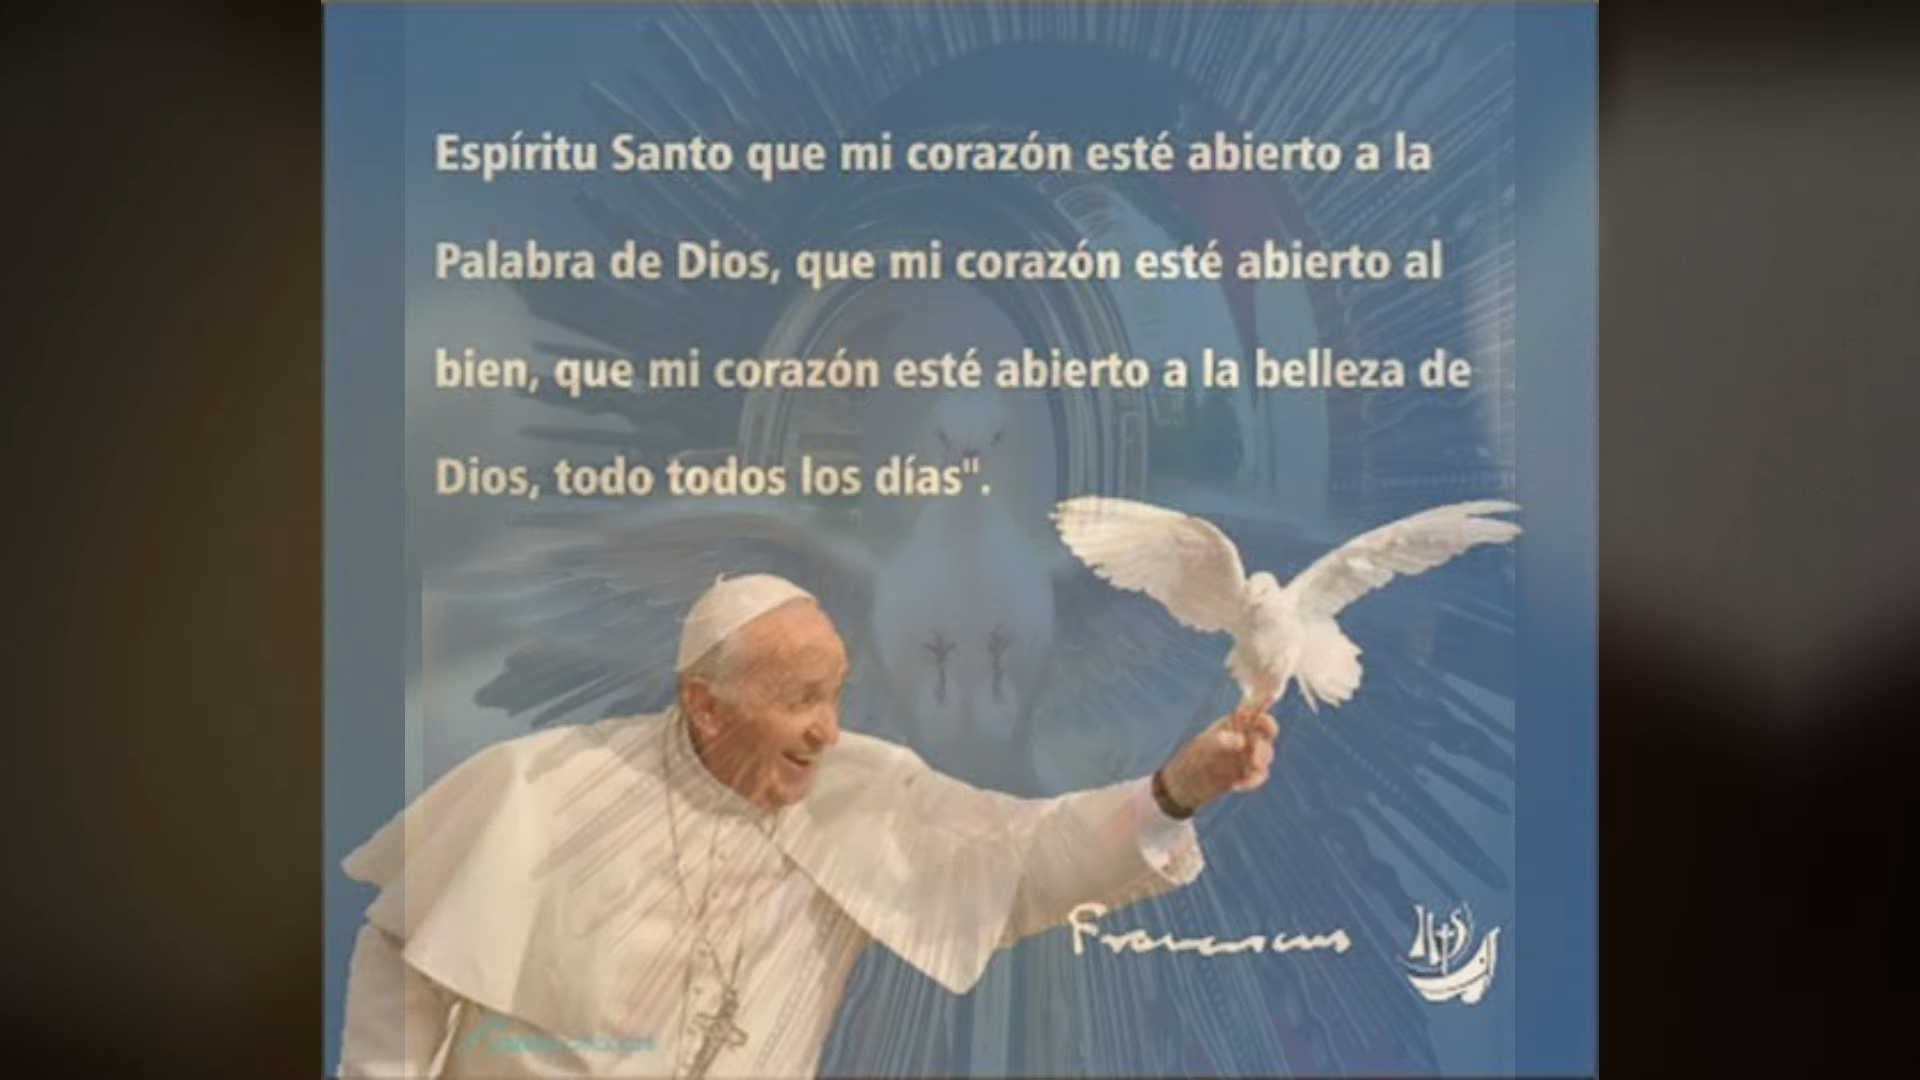 Espíritu Santo que mi corazón esté abierto a la
Palabra de Dios, que mi corazón esté abierto al
bien, que mi corazón esté abierto a la belleza de
Dios, todo todos los días".
Franciscus